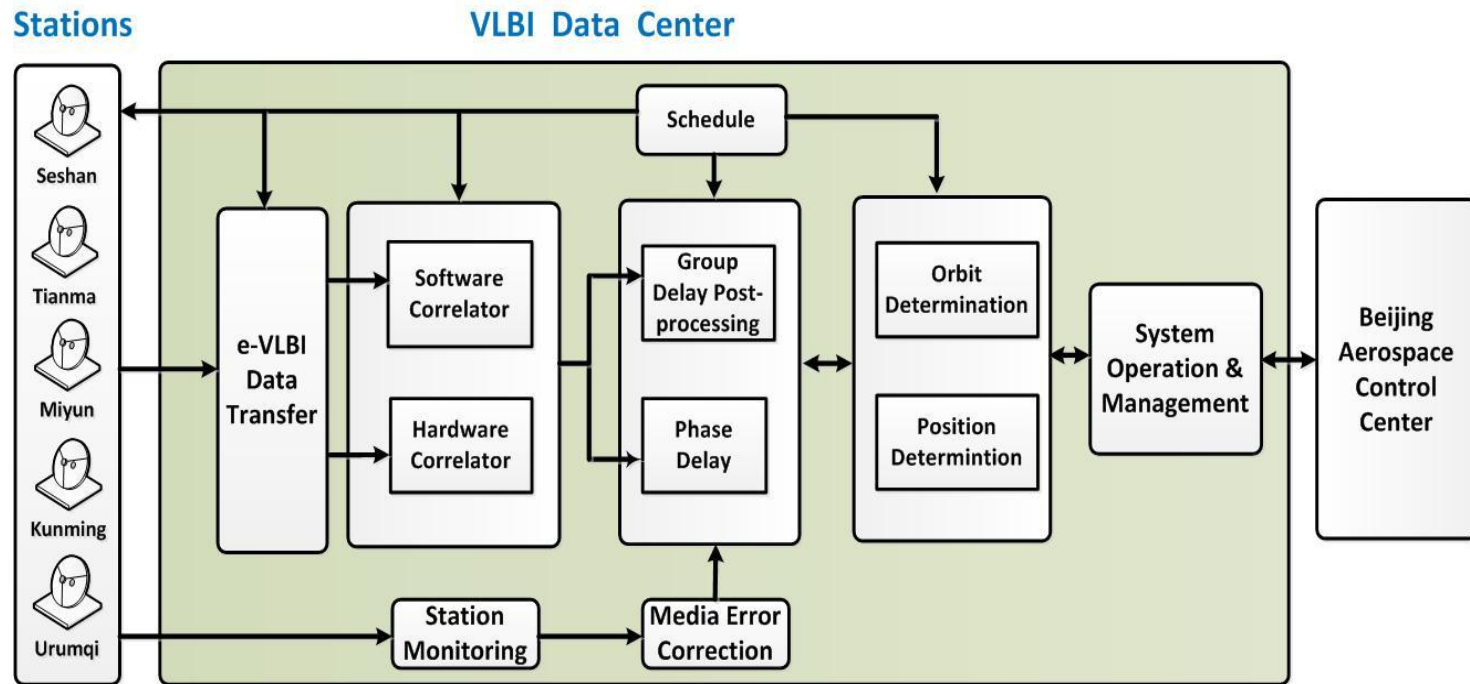 Stations
VLBI Data Center
Seshan
Tianma
Miyun
Kunming
Urumqi
Schedule
e-VLBI
Data
Transfer
Software
Correlator
Hardware
Correlator
Group
Delay Post-
processing
Phase
Delay
Orbit
Determination
Position
Determintion
System
Operation &
Management
Beijing
Aerospace
Control
Center
Station
Monitoring
Media Error
Correction